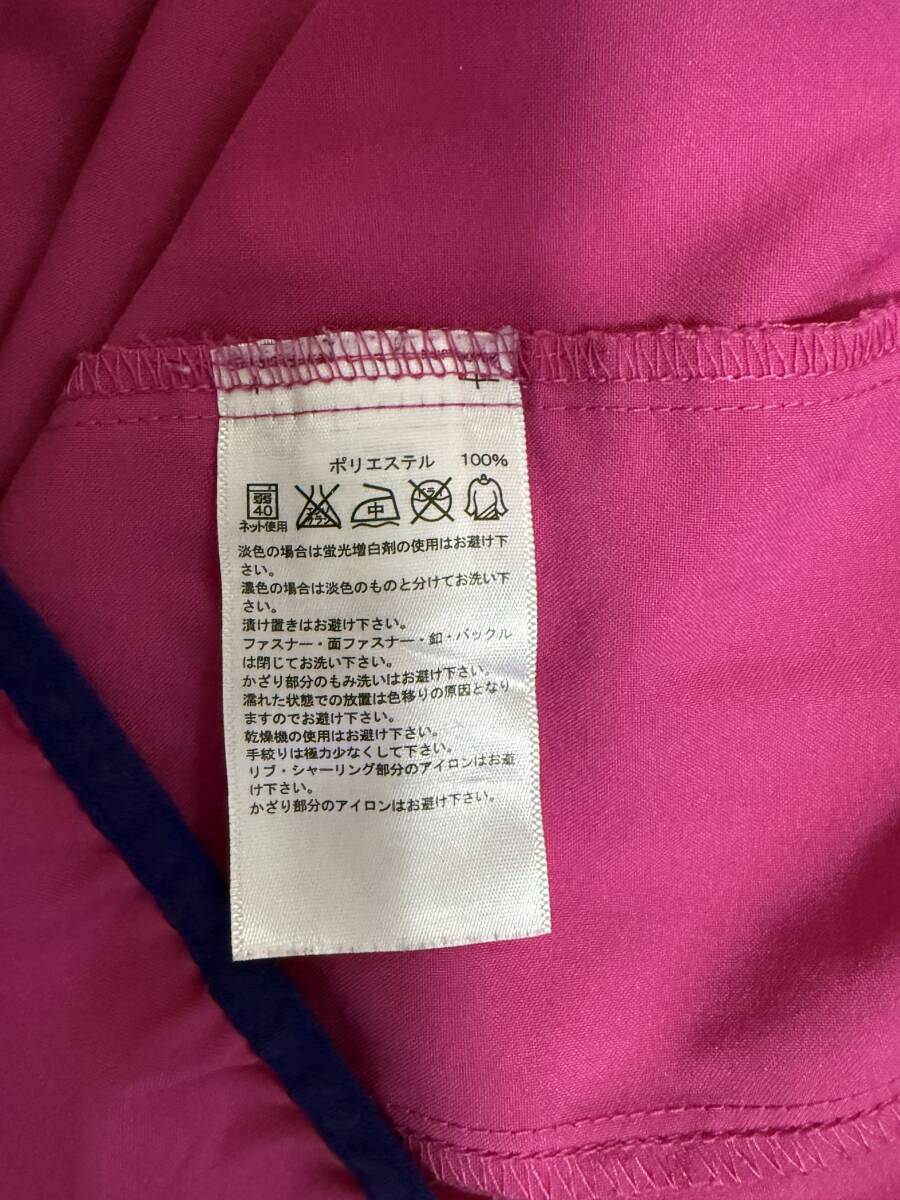 ポリエステル 100%
弱
40
中
ドライ
ネット使用
淡色の場合は蛍光増白剤の使用はお避け下
さい。
濃色の場合は淡色のものと分けてお洗い下
さい。
漬け置きはお避け下さい。
ファスナー・面ファスナー・釦・バックル
は閉じてお洗い下さい。
かざり部分のもみ洗いはお避け下さい。
濡れた状態での放置は色移りの原因となり
ますのでお避け下さい。
乾燥機の使用はお避け下さい。
手絞りは極力少なくして下さい。
リブ・シャーリング部分のアイロンはお避
け下さい。
かざり部分のアイロンはお避け下さい。